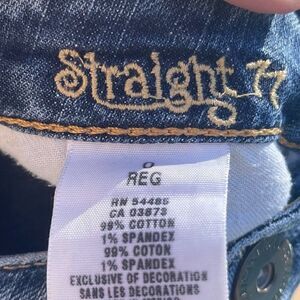 Straight 77
0
REG
RN 54485
CA 03873
99% COTTON
1% SPANDEX
99% COTON
1% SPANDEX
EXCLUSIVE OF DECORATION
SANS LES DECORATIONS